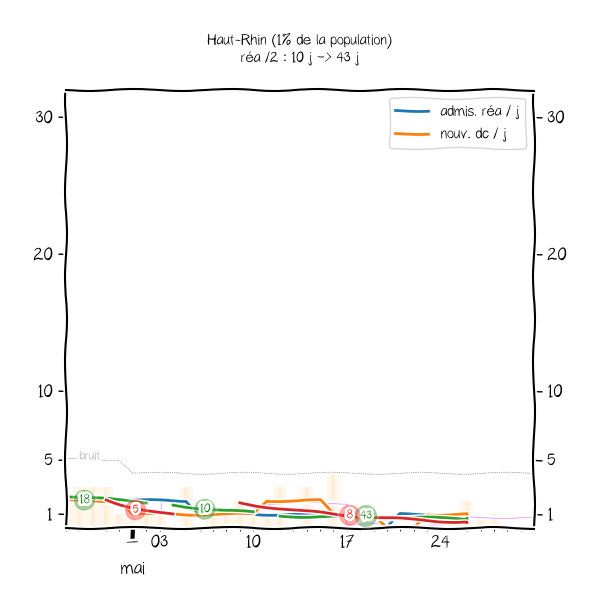 Haut-Rhin (1% de la population)
réa /2 : 10 j -> 43 j
admis. réa / j
nouv. dc / j
30 30
20 20
10 10
5 5
bruit
18 5 10 8 43
1 1
03 10 17 24
mai